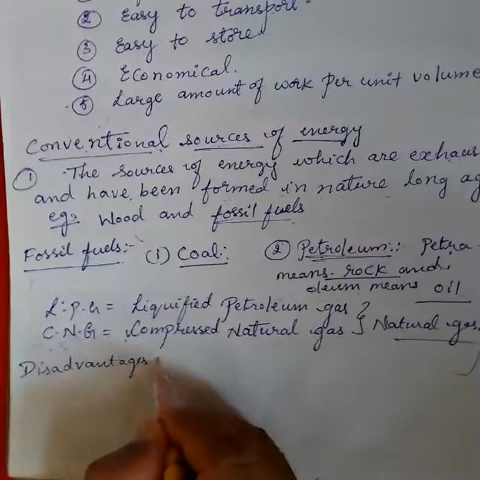 ② Easy to transport
③ Easy to store
④ Economical.
⑤ Large amount of work per unit volume
Conventional sources of energy
① The sources of energy which are exhaus
and have been formed in nature long ag
eg:- Wood and fossil fuels
Fossil fuels:- (1) Coal: ② Petroleum:- Petra
means rock and
oleum means oil
L.P.G = Liquified Petroleum gas }
C.N.G = Compressed Natural gas } Natural gas.
Disadvantages: